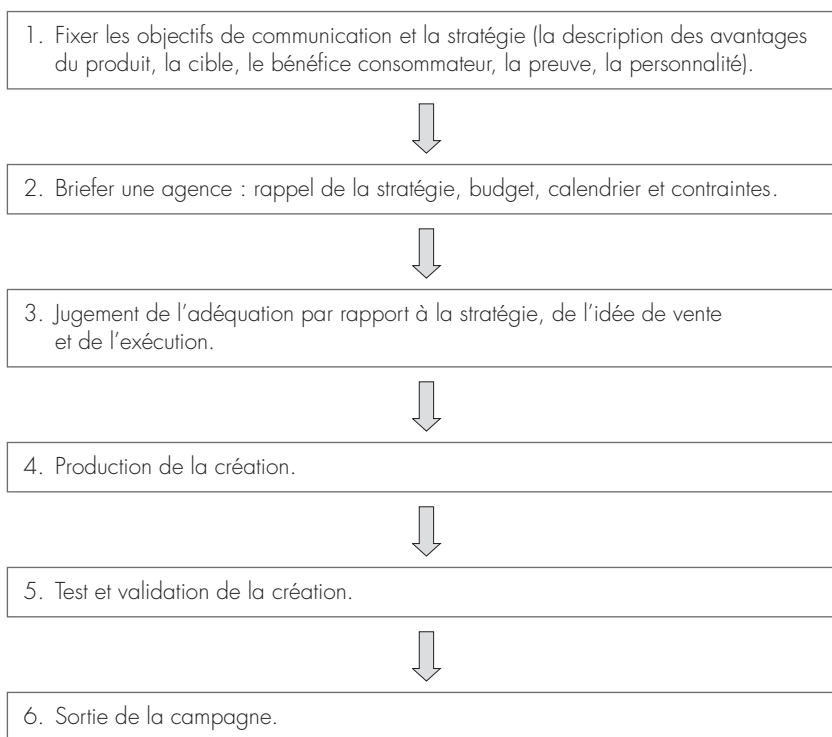 1. Fixer les objectifs de communication et la stratégie (la description des avantages
du produit, la cible, le bénéfice consommateur, la preuve, la personnalité).
2. Briefer une agence : rappel de la stratégie, budget, calendrier et contraintes.
3. Jugement de l’adéquation par rapport à la stratégie, de l’idée de vente
et de l’exécution.
4. Production de la création.
5. Test et validation de la création.
6. Sortie de la campagne.